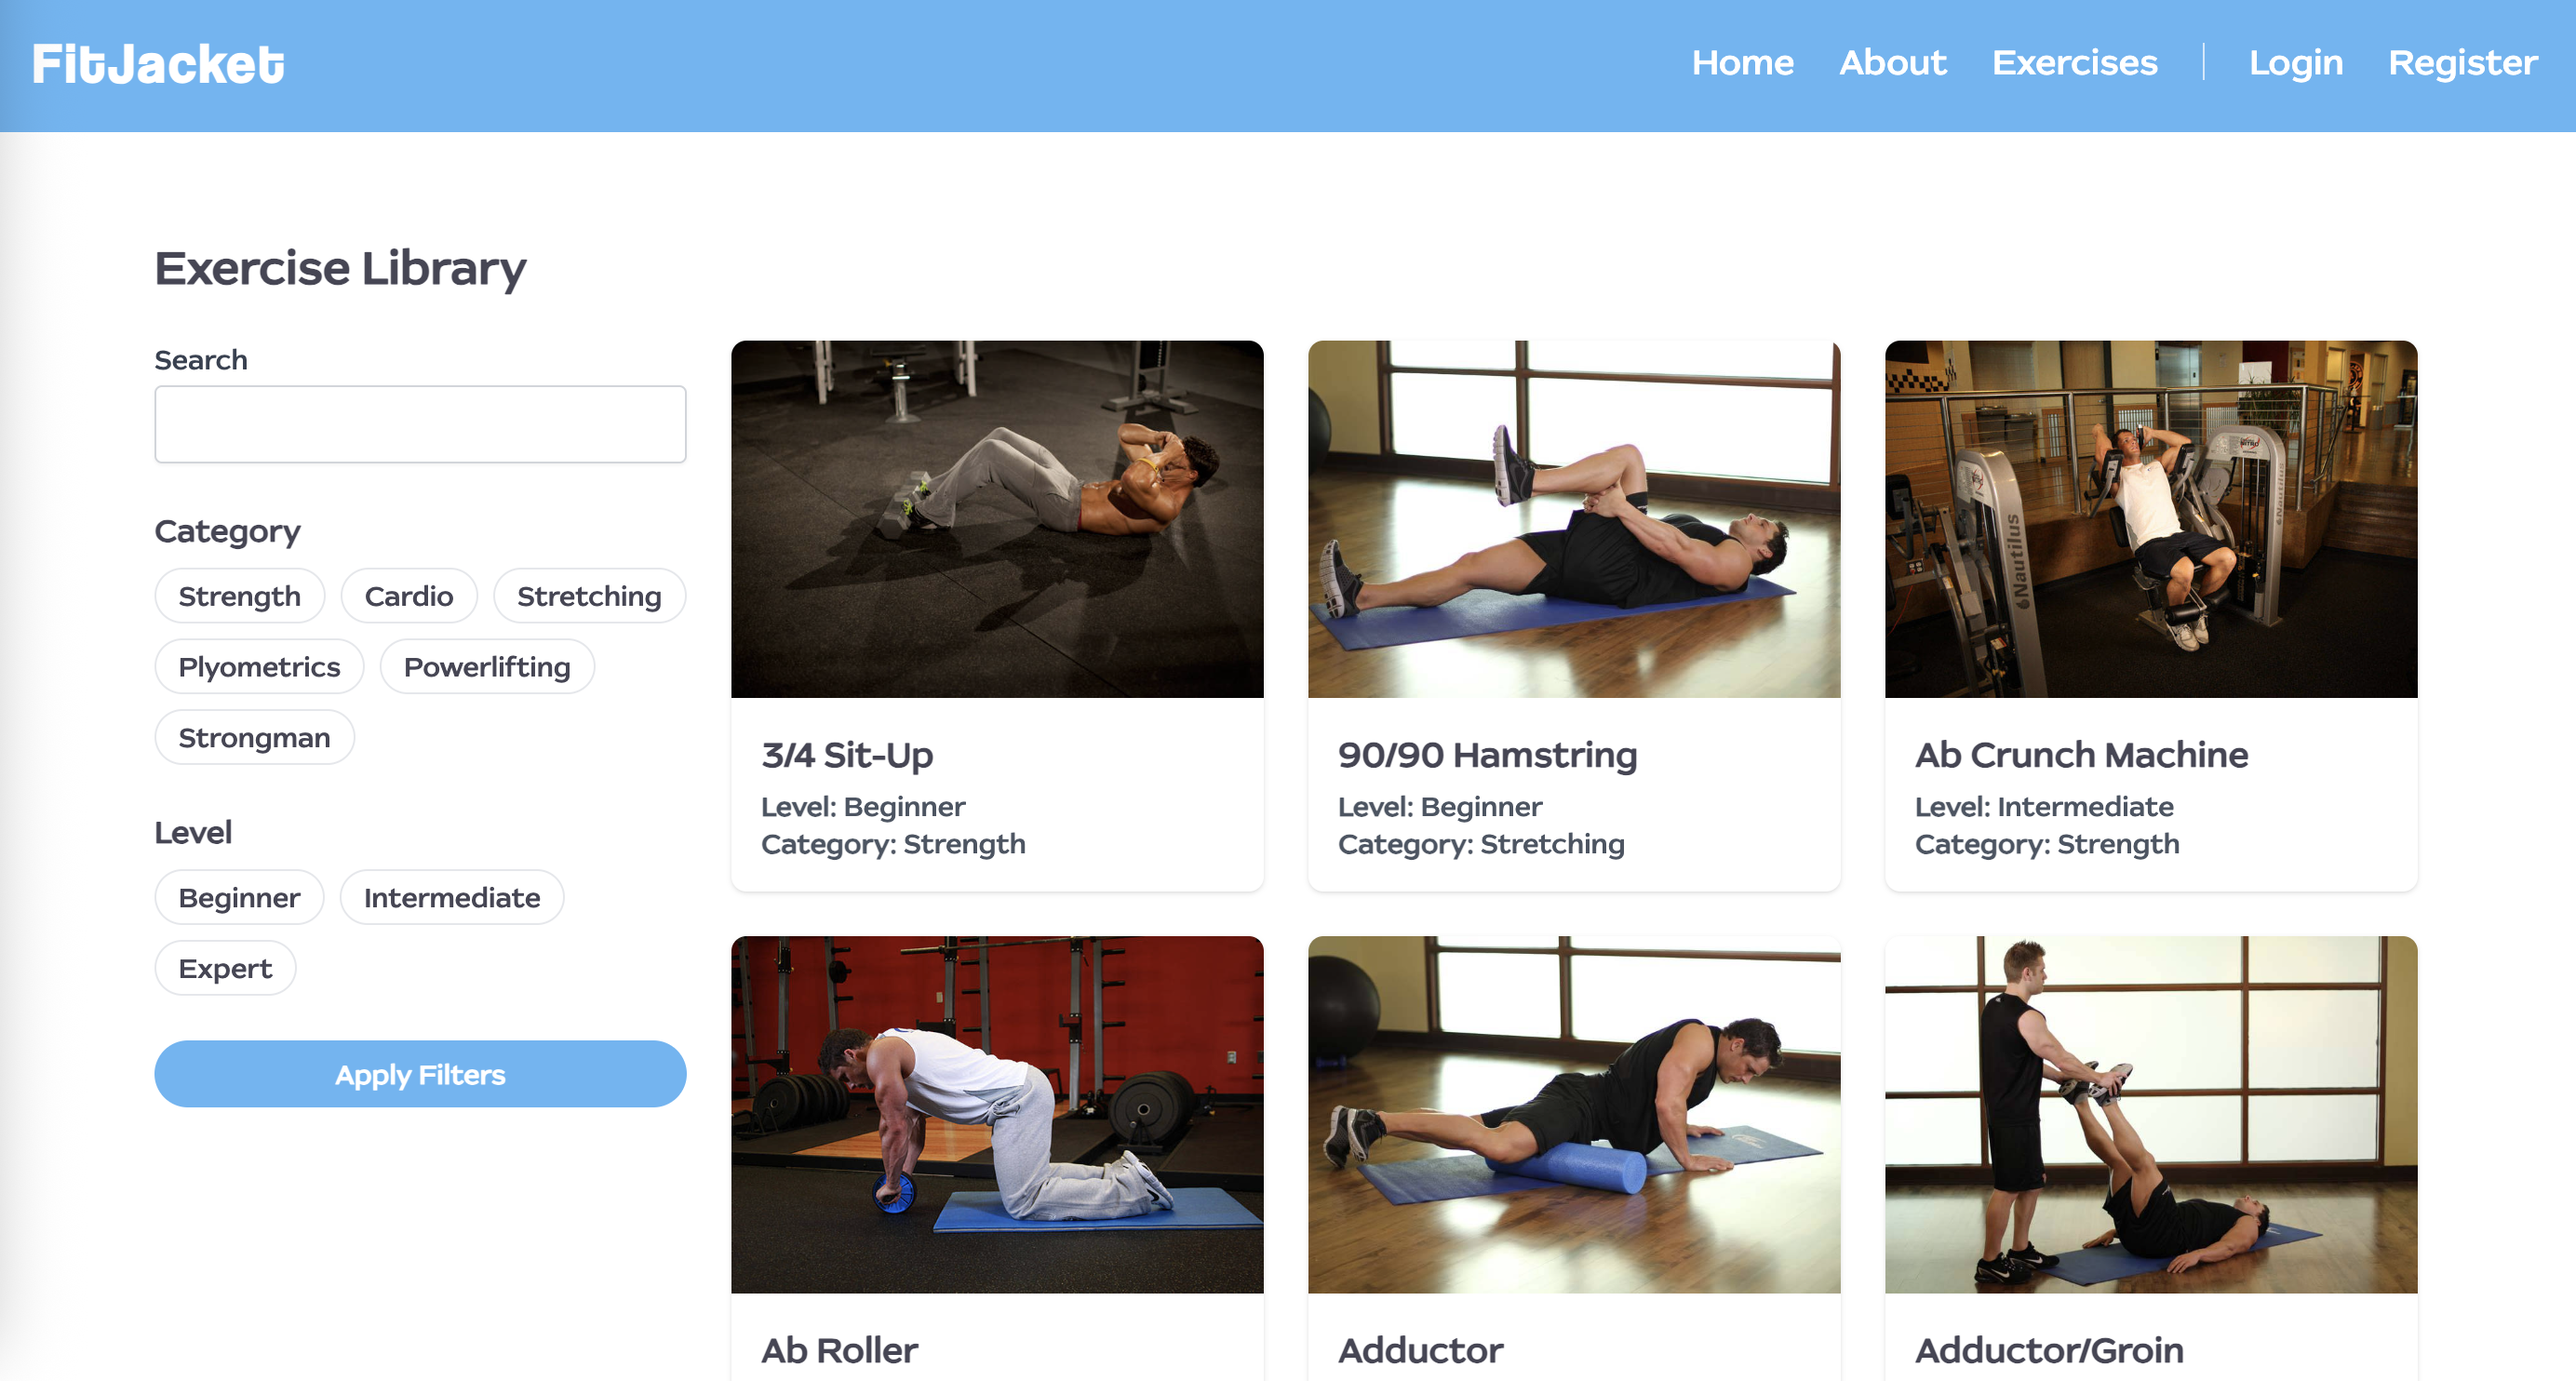 FitJacket
Home About Exercises Login Register
Exercise Library
Search
Category
Strength Cardio Stretching
Plyometrics Powerlifting
Strongman
Level
Beginner Intermediate
Expert
Apply Filters
3/4 Sit-Up
Level: Beginner
Category: Strength
90/90 Hamstring
Level: Beginner
Category: Stretching
Nautilus
NITRO
Nautilus
Ab Crunch Machine
Level: Intermediate
Category: Strength
Ab Roller
Adductor
Adductor/Groin